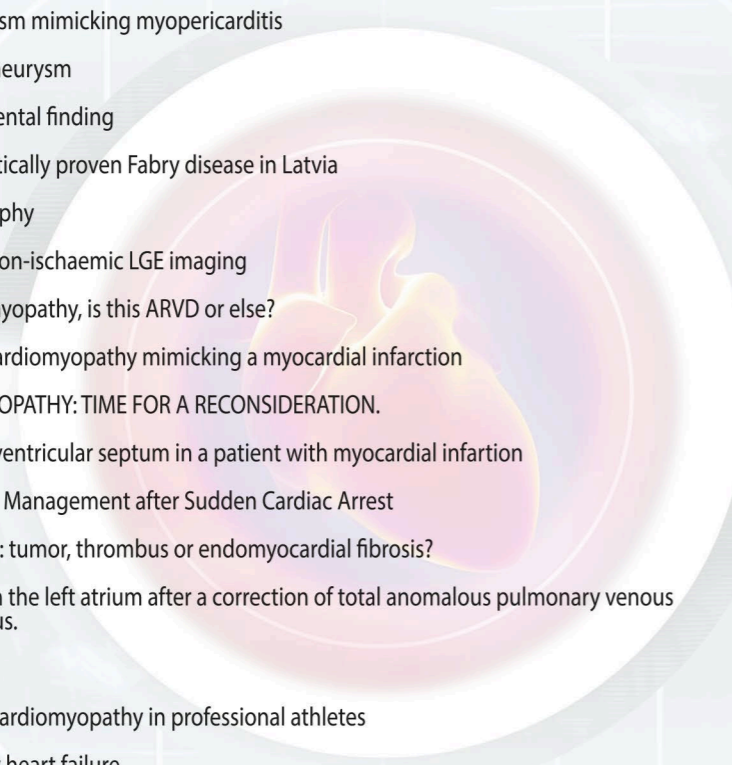 sm mimicking myopericarditis
eurysm
ental finding
tically proven Fabry disease in Latvia
phy
on-ischaemic LGE imaging
yopathy, is this ARVD or else?
ardiomyopathy mimicking a myocardial infarction
OPATHY: TIME FOR A RECONSIDERATION.
ventricular septum in a patient with myocardial infartion
Management after Sudden Cardiac Arrest
: tumor, thrombus or endomyocardial fibrosis?
n the left atrium after a correction of total anomalous pulmonary venous
us.
ardiomyopathy in professional athletes
heart failure